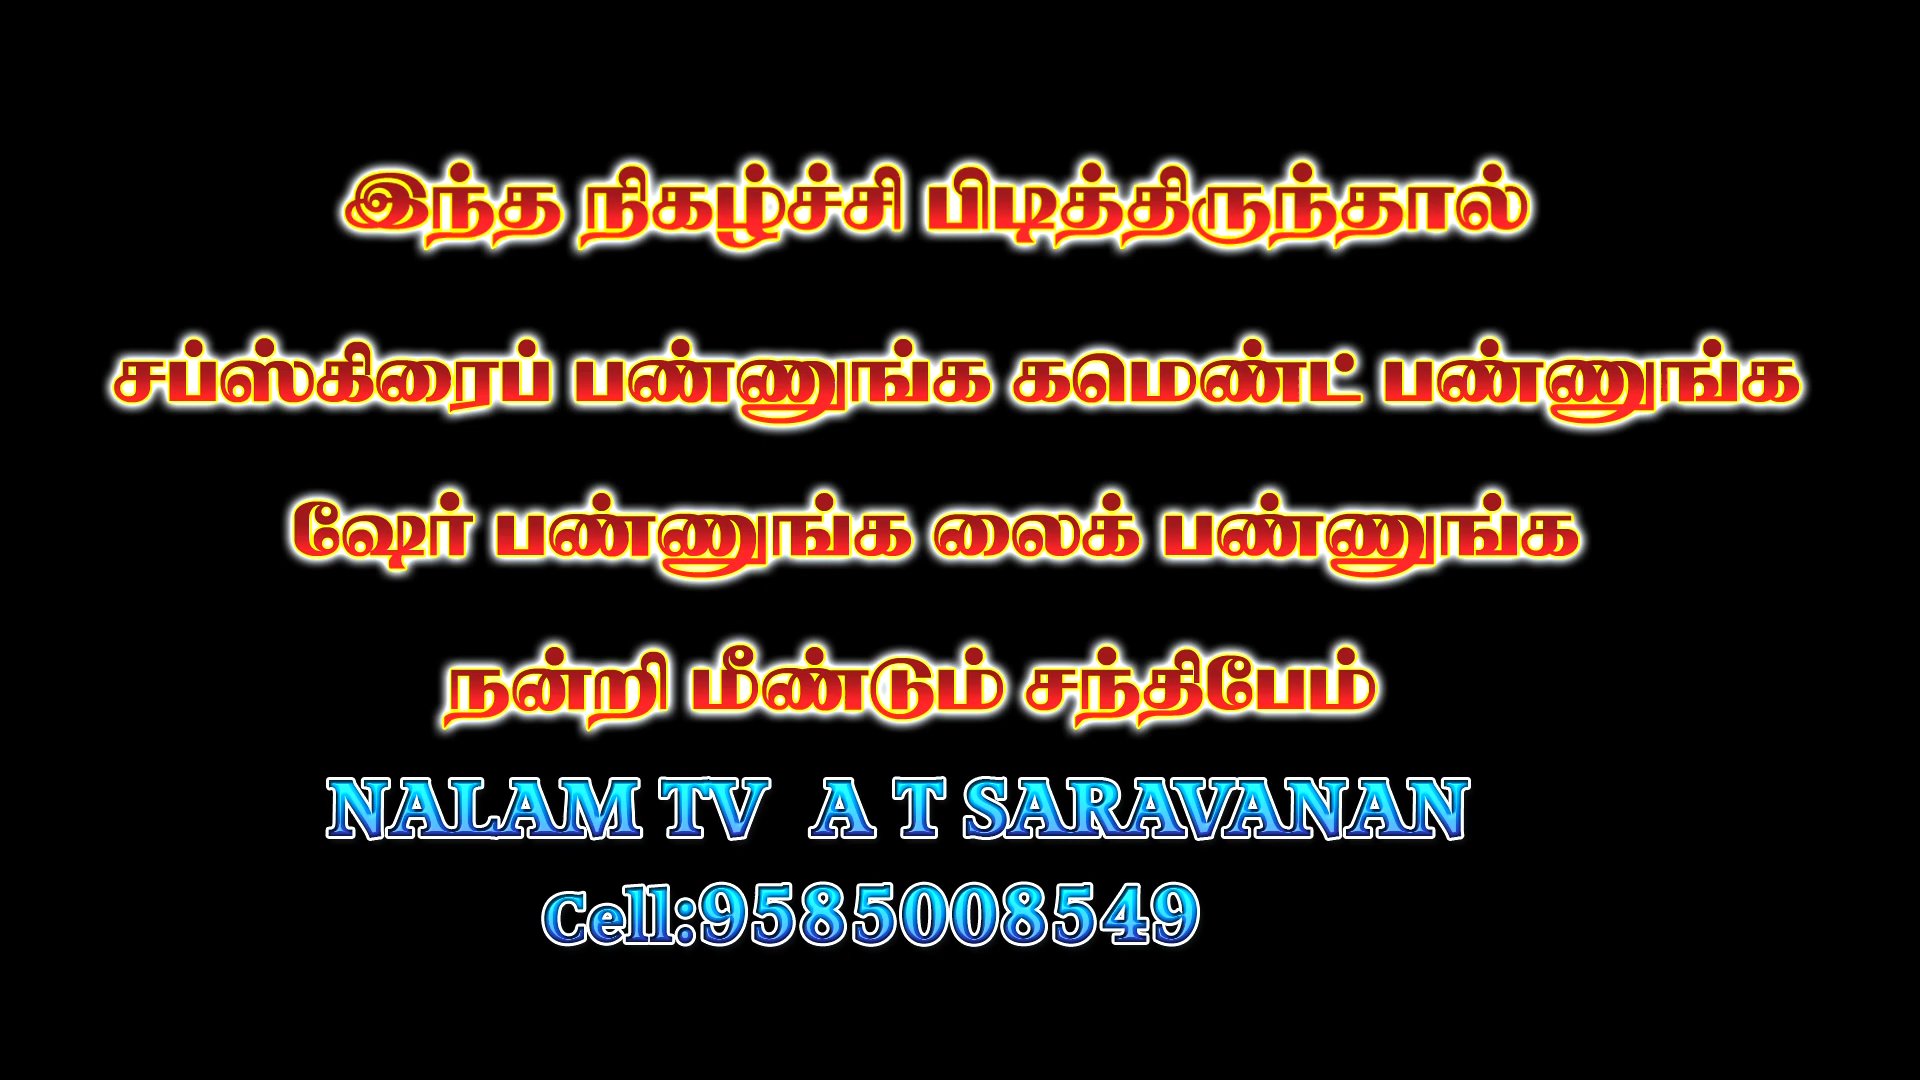 இந்த நிகழ்ச்சி பிடித்திருந்தால்
சப்ஸ்கிரைப் பண்ணுங்க கமெண்ட் பண்ணுங்க
ஷேர் பண்ணுங்க லைக் பண்ணுங்க
நன்றி மீண்டும் சந்திபேம்
NALAM TV A T SARAVANAN
Cell:9585008549